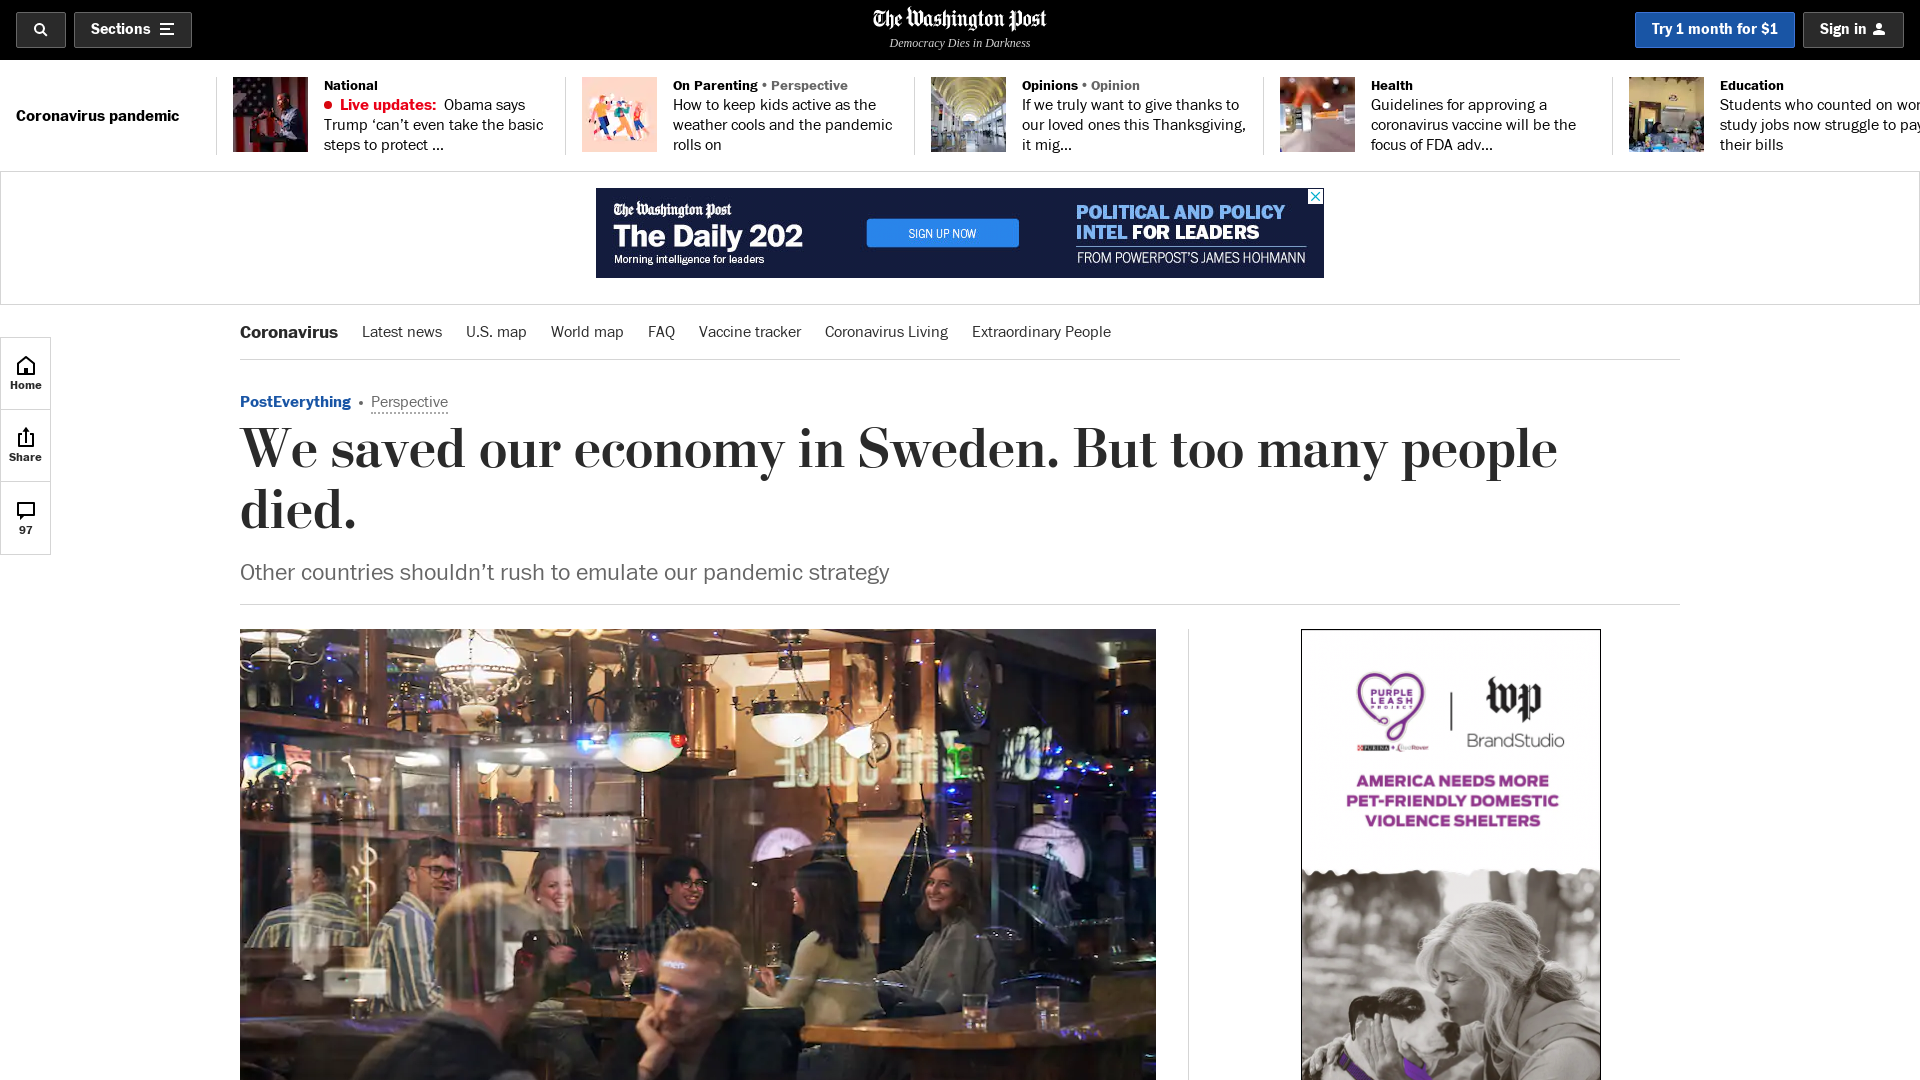 Sections
The Washington Post
Democracy Dies in Darkness
Try 1 month for $1
Sign in
Coronavirus pandemic
National
Live updates: Obama says
Trump ‘can’t even take the basic
steps to protect ...
On Parenting • Perspective
How to keep kids active as the
weather cools and the pandemic
rolls on
Opinions • Opinion
If we truly want to give thanks to
our loved ones this Thanksgiving,
it mig...
Health
Guidelines for approving a
coronavirus vaccine will be the
focus of FDA adv...
Education
Students who counted on wor
study jobs now struggle to pay
their bills
The Washington Post
The Daily 202
Morning intelligence for leaders
SIGN UP NOW
POLITICAL AND POLICY
INTEL FOR LEADERS
FROM POWERPOST’S JAMES HOHMANN
Coronavirus Latest news U.S. map World map FAQ Vaccine tracker Coronavirus Living Extraordinary People
Home
Share
97
PostEverything • Perspective
We saved our economy in Sweden. But too many people
died.
Other countries shouldn’t rush to emulate our pandemic strategy
PURPLE
LEASH
PROJECT
PURINA
wp
BrandStudio
AMERICA NEEDS MORE
PET-FRIENDLY DOMESTIC
VIOLENCE SHELTERS